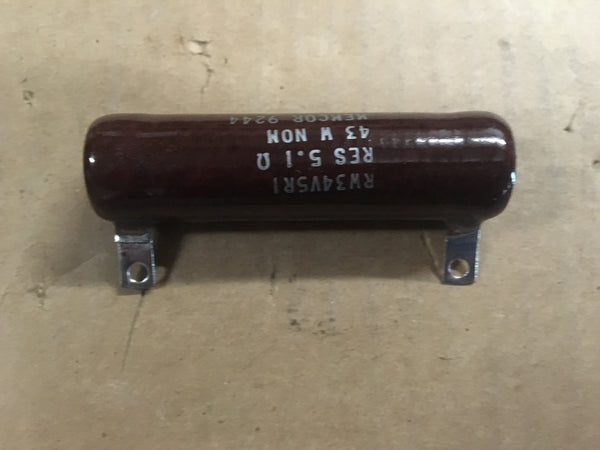 RW34V5R1
RES 5.1 Ω
43 W NOM
MEMCOR 9244